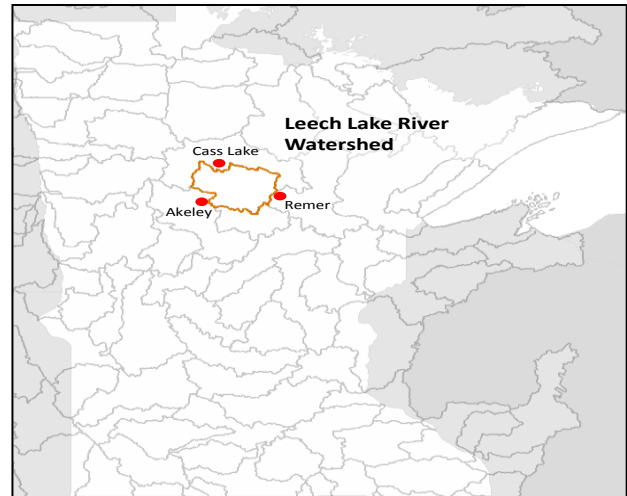 Leech Lake River
Watershed
Cass Lake
Akeley
Remer